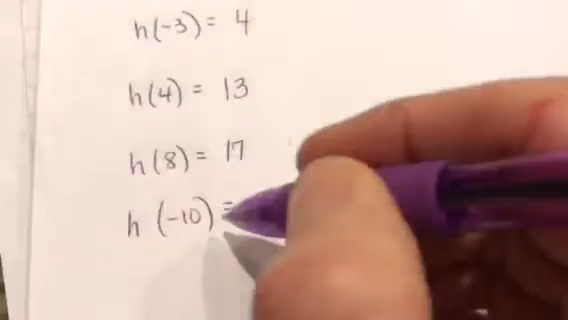 h(-3) = 4
h(4) = 13
h(8) = 17
h (-10) =